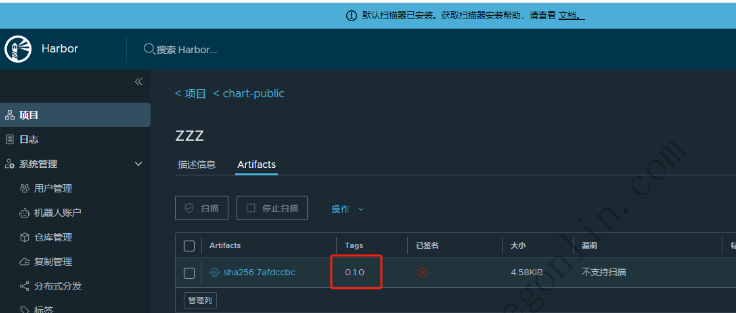 默认扫描器已安装。获取扫描器安装帮助，请查看 文档。
Harbor
搜索 Harbor...
«
< 项目 < chart-public
项目
zzz
日志
描述信息 Artifacts
系统管理
用户管理
扫描 停止扫描 操作
机器人账户
仓库管理
Artifacts Tags 已签名 大小 漏洞
复制管理
sha256:7afdccbc 0.1.0 4.58KiB 不支持扫描
分布式分发
管理列
标签